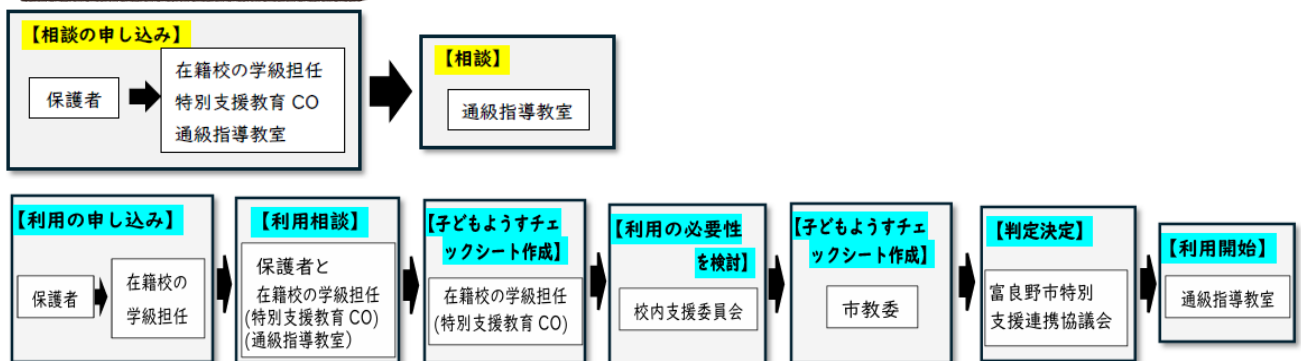 【相談の申し込み】
保護者
在籍校の学級担任
特別支援教育 CO
通級指導教室
【相談】
通級指導教室
【利用の申し込み】
保護者
在籍校の
学級担任
【利用相談】
保護者と
在籍校の学級担任
(特別支援教育 CO)
(通級指導教室)
【子どもようすチェ
ックシート作成】
在籍校の学級担任
(特別支援教育 CO)
【利用の必要性
を検討】
校内支援委員会
【子どもようすチェ
ックシート作成】
市教委
【判定決定】
富良野市特別
支援連携協議会
【利用開始】
通級指導教室